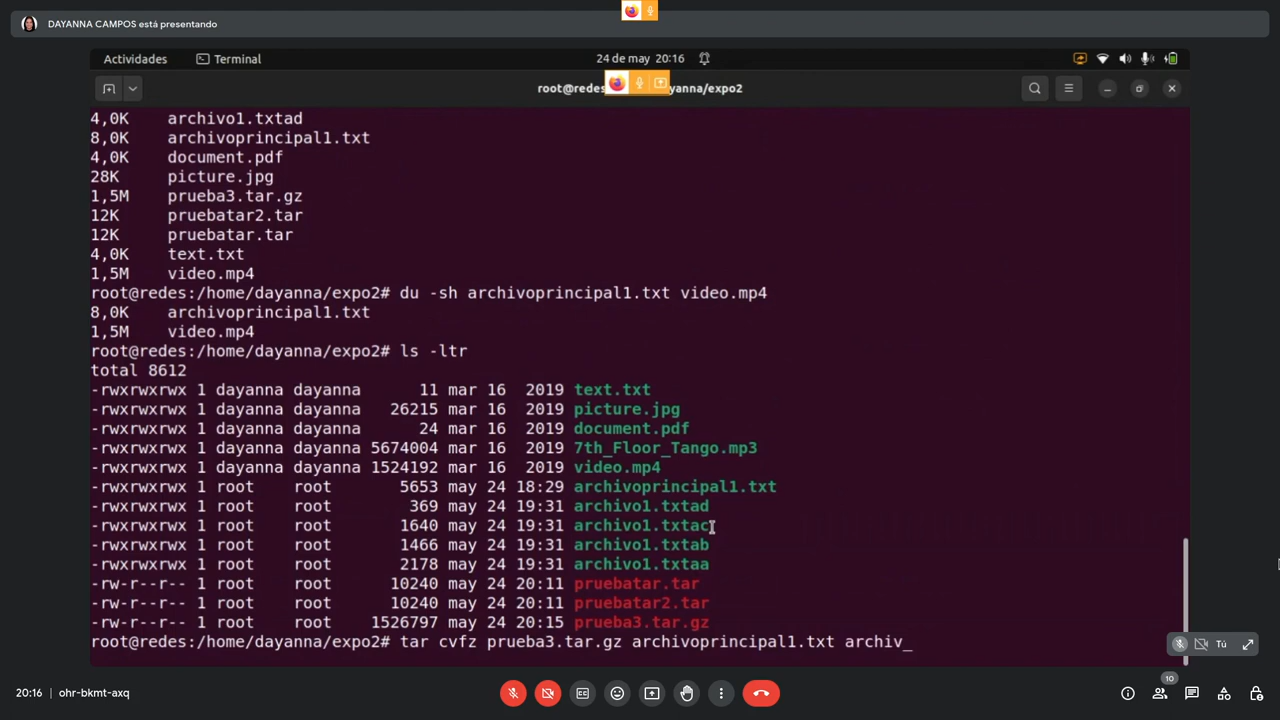 DAYANNA CAMPOS está presentando
Actividades Terminal 24 de may 20:16
root@redes yanna/expo2
4,0K archivo1.txtad
8,0K archivoprincipal1.txt
4,0K document.pdf
28K picture.jpg
1,5M prueba3.tar.gz
12K pruebatar2.tar
12K pruebatar.tar
4,0K text.txt
1,5M video.mp4
root@redes:/home/dayanna/expo2# du -sh archivoprincipal1.txt video.mp4
8,0K archivoprincipal1.txt
1,5M video.mp4
root@redes:/home/dayanna/expo2# ls -ltr
total 8612
-rwxrwxrwx 1 dayanna dayanna 11 mar 16 2019 text.txt
-rwxrwxrwx 1 dayanna dayanna 26215 mar 16 2019 picture.jpg
-rwxrwxrwx 1 dayanna dayanna 24 mar 16 2019 document.pdf
-rwxrwxrwx 1 dayanna dayanna 5674004 mar 16 2019 7th_Floor_Tango.mp3
-rwxrwxrwx 1 dayanna dayanna 1524192 mar 16 2019 video.mp4
-rwxrwxrwx 1 root root 5653 may 24 18:29 archivoprincipal1.txt
-rwxrwxrwx 1 root root 369 may 24 19:31 archivo1.txtad
-rwxrwxrwx 1 root root 1640 may 24 19:31 archivo1.txtac
-rwxrwxrwx 1 root root 1466 may 24 19:31 archivo1.txtab
-rwxrwxrwx 1 root root 2178 may 24 19:31 archivo1.txtaa
-rw-r--r-- 1 root root 10240 may 24 20:11 pruebatar.tar
-rw-r--r-- 1 root root 10240 may 24 20:11 pruebatar2.tar
-rw-r--r-- 1 root root 1526797 may 24 20:15 prueba3.tar.gz
root@redes:/home/dayanna/expo2# tar cvfz prueba3.tar.gz archivoprincipal1.txt archiv_
Tú
20:16 ohr-bkmt-axq
10